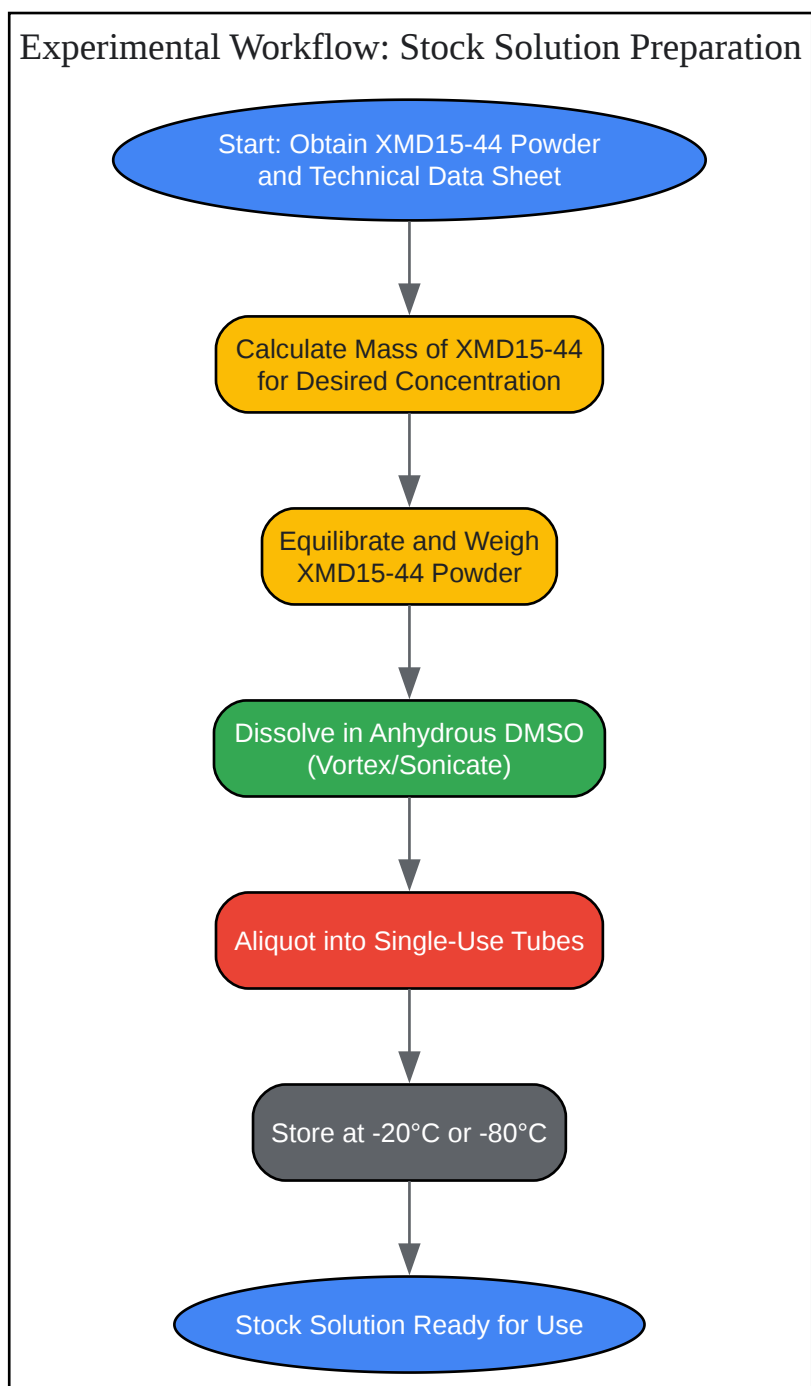 Experimental Workflow: Stock Solution Preparation
Start: Obtain XMD15-44 Powder
and Technical Data Sheet
Calculate Mass of XMD15-44
for Desired Concentration
Equilibrate and Weigh
XMD15-44 Powder
Dissolve in Anhydrous DMSO
(Vortex/Sonicate)
Aliquot into Single-Use Tubes
Store at -20°C or -80°C
Stock Solution Ready for Use